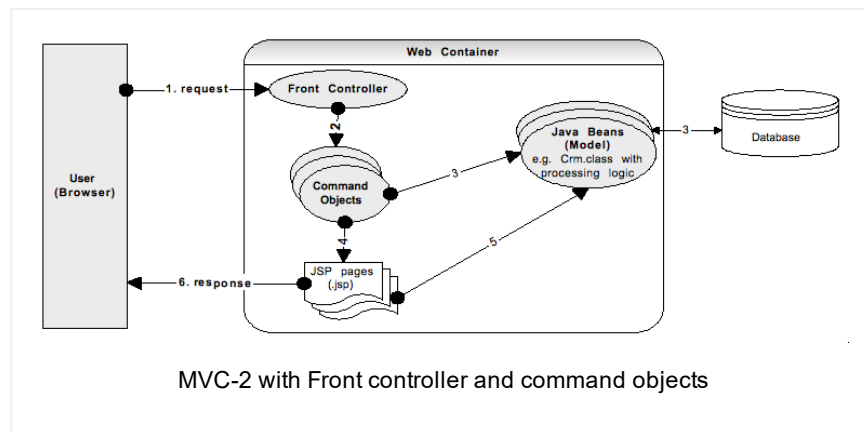 Web Container
User
(Browser)
1. request
Front Controller
2
Command
Objects
3
Java Beans
(Model)
e.g. Crm.class with
processing logic
3
Database
4
5
JSP pages
(.jsp)
6. response
MVC-2 with Front controller and command objects